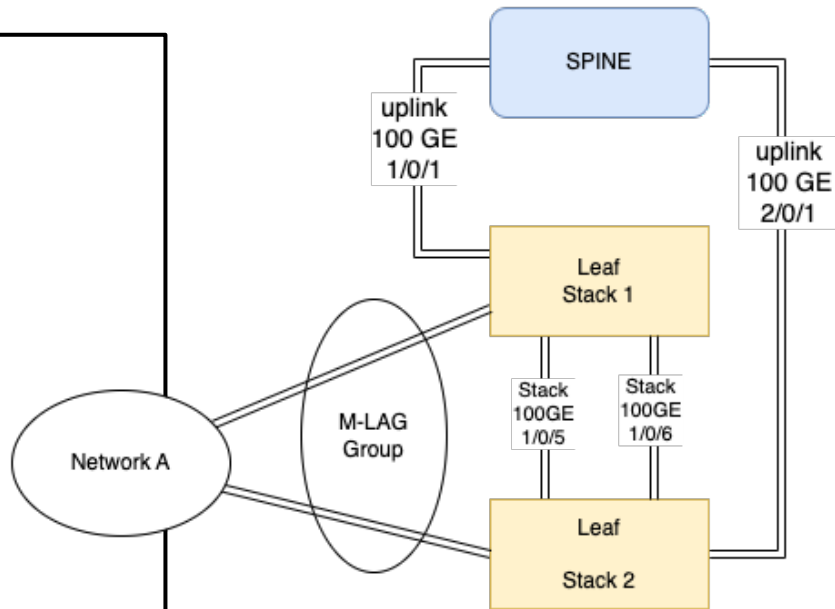 SPINE
uplink
100 GE
1/0/1
uplink
100 GE
2/0/1
Leaf
Stack 1
Stack
100GE
1/0/5
Stack
100GE
1/0/6
M-LAG
Group
Network A
Leaf
Stack 2